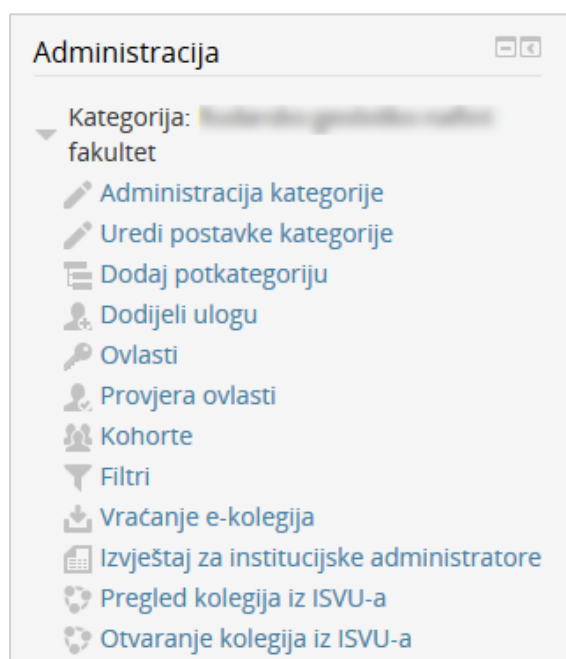 Administracija
Kategorija:
fakultet
Administracija kategorije
Uredi postavke kategorije
Dodaj potkategoriju
Dodijeli ulogu
Ovlasti
Provjera ovlasti
Kohorte
Filtri
Vraćanje e-kolegija
Izvještaj za institucijske administratore
Pregled kolegija iz ISVU-a
Otvaranje kolegija iz ISVU-a